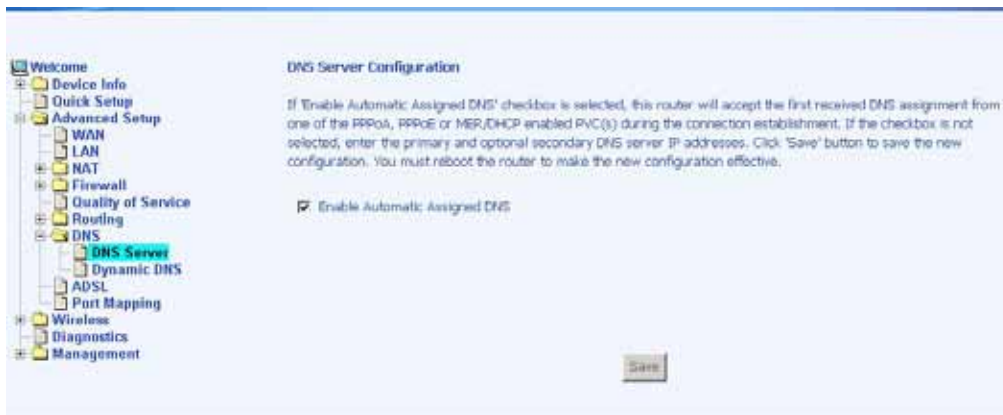 Welcome
Device Info
Quick Setup
Advanced Setup
WAN
LAN
NAT
Firewall
Quality of Service
Routing
DNS
DNS Server
Dynamic DNS
ADSL
Port Mapping
Wireless
Diagnostics
Management
DNS Server Configuration
If 'Enable Automatic Assigned DNS' checkbox is selected, this router will accept the first received DNS assignment from
one of the PPPoA, PPPoE or MER/DHCP enabled PVC(s) during the connection establishment. If the checkbox is not
selected, enter the primary and optional secondary DNS server IP addresses. Click 'Save' button to save the new
configuration. You must reboot the router to make the new configuration effective.
Enable Automatic Assigned DNS
Save